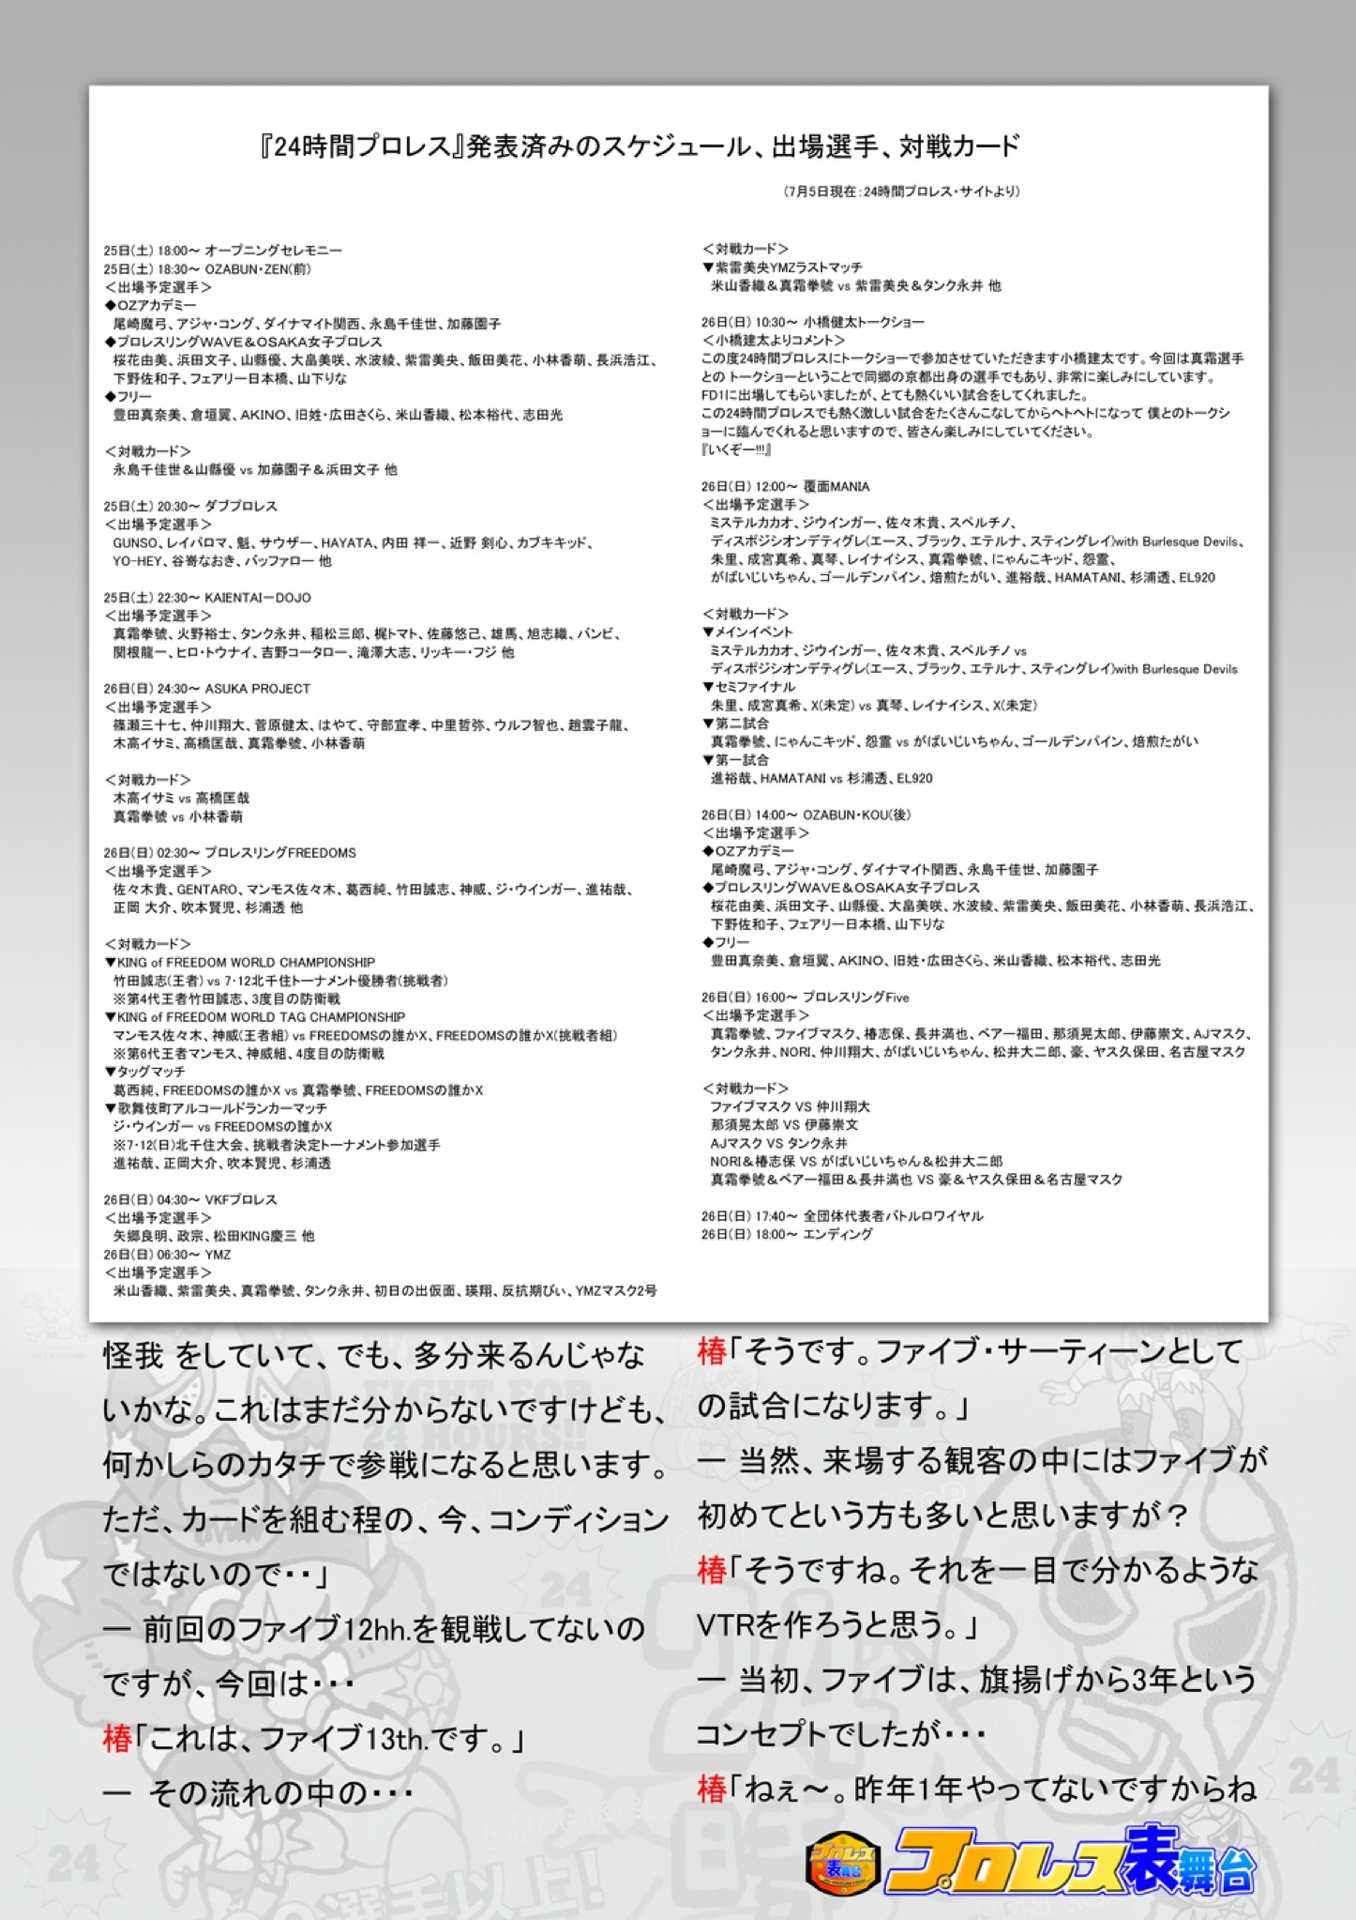 『24時間プロレス』発表済みのスケジュール、出場選手、対戦カード
(7月5日現在:24時間プロレス・サイトより)
25日(土) 18:00～ オープニングセレモニー
25日(土) 18:30～ OZABUN・ZEN(前)
＜出場予定選手＞
◆OZアカデミー
尾崎魔弓、アジャ・コング、ダイナマイト関西、永島千佳世、加藤園子
◆プロレスリングWAVE＆OSAKA女子プロレス
桜花由美、浜田文子、山縣優、大畠美咲、水波綾、紫雷美央、飯田美花、小林香萌、長浜浩江、
下野佐和子、フェアリー日本橋、山下りな
◆フリー
豊田真奈美、倉垣翼、AKINO、旧姓・広田さくら、米山香織、松本裕代、志田光
＜対戦カード＞
永島千佳世＆山縣優 vs 加藤園子＆浜田文子 他
25日(土) 20:30～ ダブプロレス
＜出場予定選手＞
GUNSO、レイパロマ、魁、サウザー、HAYATA、内田 祥一、近野 剣心、カブキキッド、
YO-HEY、谷嵜なおき、バッファロー 他
25日(土) 22:30～ KAIENTAI－DOJO
＜出場予定選手＞
真霜拳號、火野裕士、タンク永井、稲松三郎、梶トマト、佐藤悠己、雄馬、旭志織、バンビ、
関根龍一、ヒロ・トウナイ、吉野コータロー、滝澤大志、リッキー・フジ 他
26日(日) 24:30～ ASUKA PROJECT
＜出場予定選手＞
篠瀬三十七、仲川翔大、菅原健太、はやて、守部宣孝、中里哲弥、ウルフ智也、趙雲子龍、
木高イサミ、高橋匡哉、真霜拳號、小林香萌
＜対戦カード＞
木高イサミ vs 高橋匡哉
真霜拳號 vs 小林香萌
26日(日) 02:30～ プロレスリングFREEDOMS
＜出場予定選手＞
佐々木貴、GENTARO、マンモス佐々木、葛西純、竹田誠志、神威、ジ・ウインガー、進祐哉、
正岡 大介、吹本賢児、杉浦透 他
＜対戦カード＞
▼KING of FREEDOM WORLD CHAMPIONSHIP
竹田誠志(王者) vs 7・12北千住トーナメント優勝者(挑戦者)
※第4代王者竹田誠志、3度目の防衛戦
▼KING of FREEDOM WORLD TAG CHAMPIONSHIP
マンモス佐々木、神威(王者組) vs FREEDOMSの誰かX、FREEDOMSの誰かX(挑戦者組)
※第6代王者マンモス、神威組、4度目の防衛戦
▼タッグマッチ
葛西純、FREEDOMSの誰かX vs 真霜拳號、FREEDOMSの誰かX
▼歌舞伎町アルコールドランカーマッチ
ジ・ウインガー vs FREEDOMSの誰かX
※7・12(日)北千住大会、挑戦者決定トーナメント参加選手
進祐哉、正岡大介、吹本賢児、杉浦透
26日(日) 04:30～ VKFプロレス
＜出場予定選手＞
矢郷良明、政宗、松田KING慶三 他
26日(日) 06:30～ YMZ
＜出場予定選手＞
米山香織、紫雷美央、真霜拳號、タンク永井、初日の出仮面、瑛翔、反抗期びぃ、YMZマスク2号
＜対戦カード＞
▼紫雷美央YMZラストマッチ
米山香織＆真霜拳號 vs 紫雷美央＆タンク永井 他
26日(日) 10:30～ 小橋健太トークショー
＜小橋建太よりコメント＞
この度24時間プロレスにトークショーで参加させていただきます小橋建太です。今回は真霜選手
との トークショーということで同郷の京都出身の選手でもあり、非常に楽しみにしています。
FD1に出場してもらいましたが、とても熱くいい試合をしてくれました。
この24時間プロレスでも熱く激しい試合をたくさんこなしてからヘトヘトになって 僕とのトークシ
ョーに臨んでくれると思いますので、皆さん楽しみにしていてください。
『いくぞー!!!』
26日(日) 12:00～ 覆面MANIA
＜出場予定選手＞
ミステルカカオ、ジウインガー、佐々木貴、スペルチノ、
ディスポジシオンデティグレ(エース、ブラック、エテルナ、スティングレイ)with Burlesque Devils、
朱里、成宮真希、真琴、レイナイシス、真霜拳號、にゃんこキッド、怨霊、
がばいじいちゃん、ゴールデンパイン、焙煎たがい、進裕哉、HAMATANI、杉浦透、EL920
＜対戦カード＞
▼メインイベント
ミステルカカオ、ジウインガー、佐々木貴、スペルチノ vs
ディスポジシオンデティグレ(エース、ブラック、エテルナ、スティングレイ)with Burlesque Devils
▼セミファイナル
朱里、成宮真希、X(未定) vs 真琴、レイナイシス、X(未定)
▼第二試合
真霜拳號、にゃんこキッド、怨霊 vs がばいじいちゃん、ゴールデンパイン、焙煎たがい
▼第一試合
進裕哉、HAMATANI vs 杉浦透、EL920
26日(日) 14:00～ OZABUN・KOU(後)
＜出場予定選手＞
◆OZアカデミー
尾崎魔弓、アジャ・コング、ダイナマイト関西、永島千佳世、加藤園子
◆プロレスリングWAVE＆OSAKA女子プロレス
桜花由美、浜田文子、山縣優、大畠美咲、水波綾、紫雷美央、飯田美花、小林香萌、長浜浩江、
下野佐和子、フェアリー日本橋、山下りな
◆フリー
豊田真奈美、倉垣翼、AKINO、旧姓・広田さくら、米山香織、松本裕代、志田光
26日(日) 16:00～ プロレスリングFive
＜出場予定選手＞
真霜拳號、ファイブマスク、椿志保、長井満也、ベアー福田、那須晃太郎、伊藤崇文、AJマスク、
タンク永井、NORI、仲川翔大、がばいじいちゃん、松井大二郎、豪、ヤス久保田、名古屋マスク
＜対戦カード＞
ファイブマスク VS 仲川翔大
那須晃太郎 VS 伊藤崇文
AJマスク VS タンク永井
NORI＆椿志保 VS がばいじいちゃん＆松井大二郎
真霜拳號＆ベアー福田＆長井満也 VS 豪＆ヤス久保田＆名古屋マスク
26日(日) 17:40～ 全団体代表者バトルロワイヤル
26日(日) 18:00～ エンディング
怪我 をしていて、でも、多分来るんじゃな
いかな。これはまだ分からないですけども、
何かしらのカタチで参戦になると思います。
ただ、カードを組む程の、今、コンディション
ではないので・・」
― 前回のファイブ12hh.を観戦してないの
ですが、今回は・・・
椿「これは、ファイブ13th.です。」
― その流れの中の・・・
椿「そうです。ファイブ・サーティーンとして
の試合になります。」
― 当然、来場する観客の中にはファイブが
初めてという方も多いと思いますが？
椿「そうですね。それを一目で分かるような
VTRを作ろうと思う。」
― 当初、ファイブは、旗揚げから3年という
コンセプトでしたが・・・
椿「ねぇ～。昨年1年やってないですからね
プロレス表舞台
プロレス表舞台
FIGHT FOR
24 HOURS!!
24
24
24
選手以上!